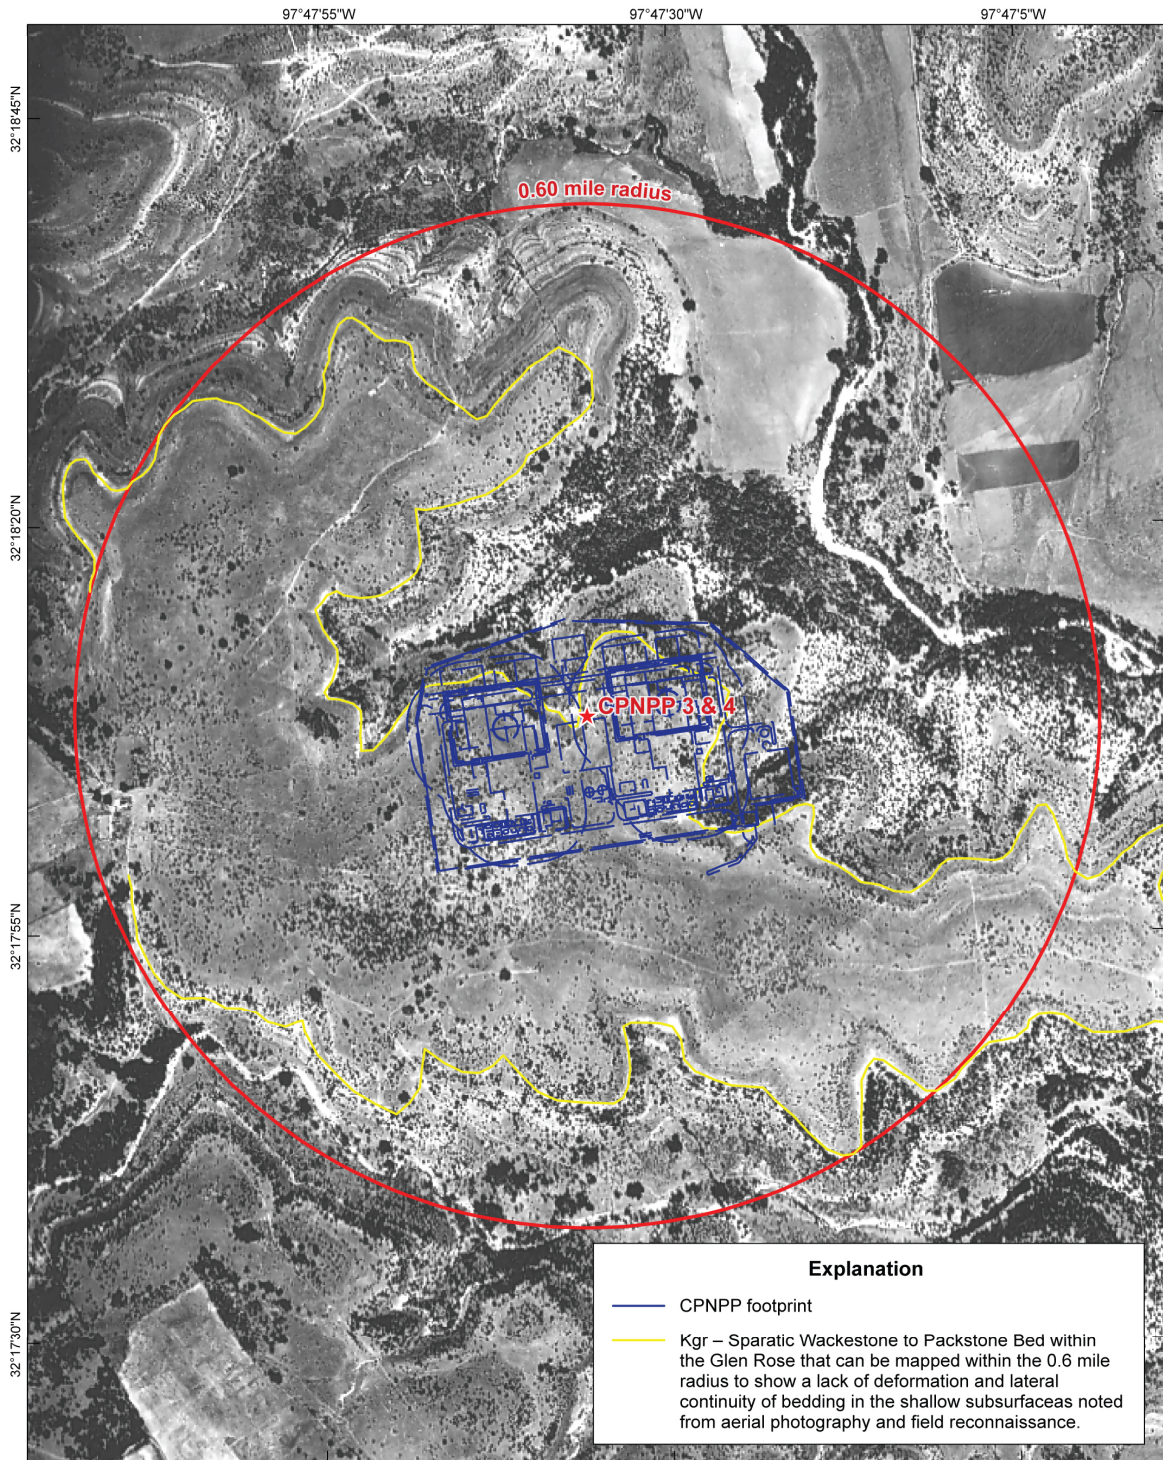 97°47'55"W
97°47'30"W
97°47'5"W
32°18'45"N
0.60 mile radius
32°18'20"N
CPNPP 3 & 4
32°17'55"N
32°17'30"N
Explanation
CPNPP footprint
Kgr – Sparatic Wackestone to Packstone Bed within
the Glen Rose that can be mapped within the 0.6 mile
radius to show a lack of deformation and lateral
continuity of bedding in the shallow subsurfaceas noted
from aerial photography and field reconnaissance.